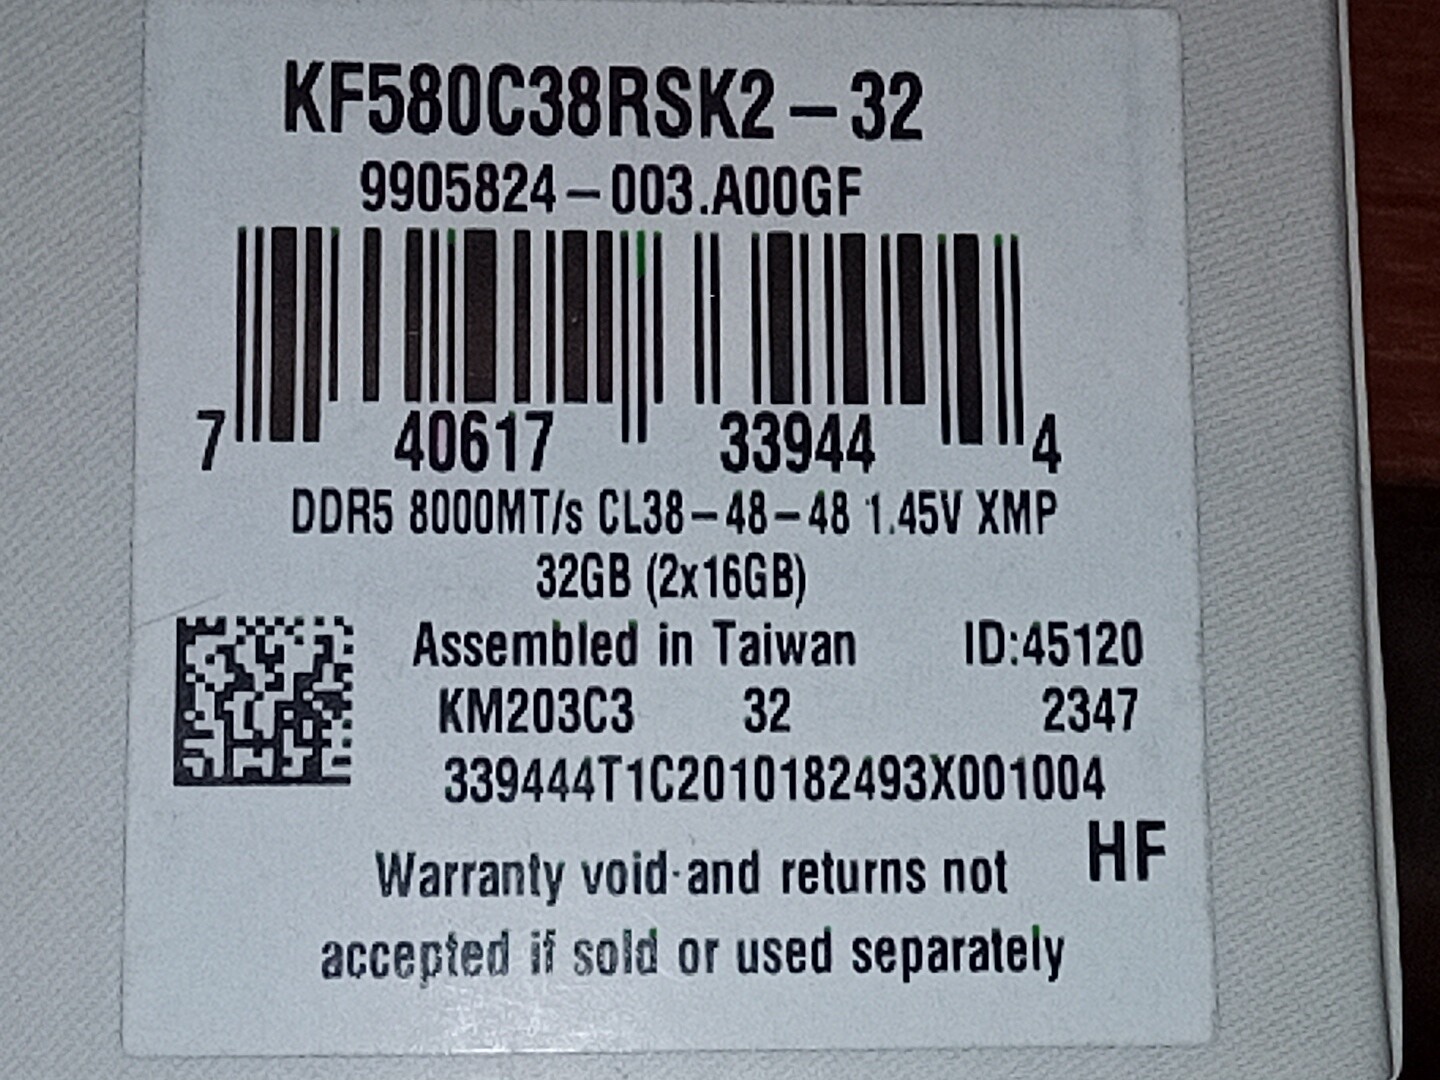 KF580C38RSK2-32
9905824-003.A00GF
7 40617 33944 4
DDR5 8000MT/s CL38-48-48 1.45V XMP
32GB (2x16GB)
Assembled in Taiwan ID:45120
KM203C3 32 2347
339444T1C2010182493X001004
HF
Warranty void and returns not
accepted if sold or used separately